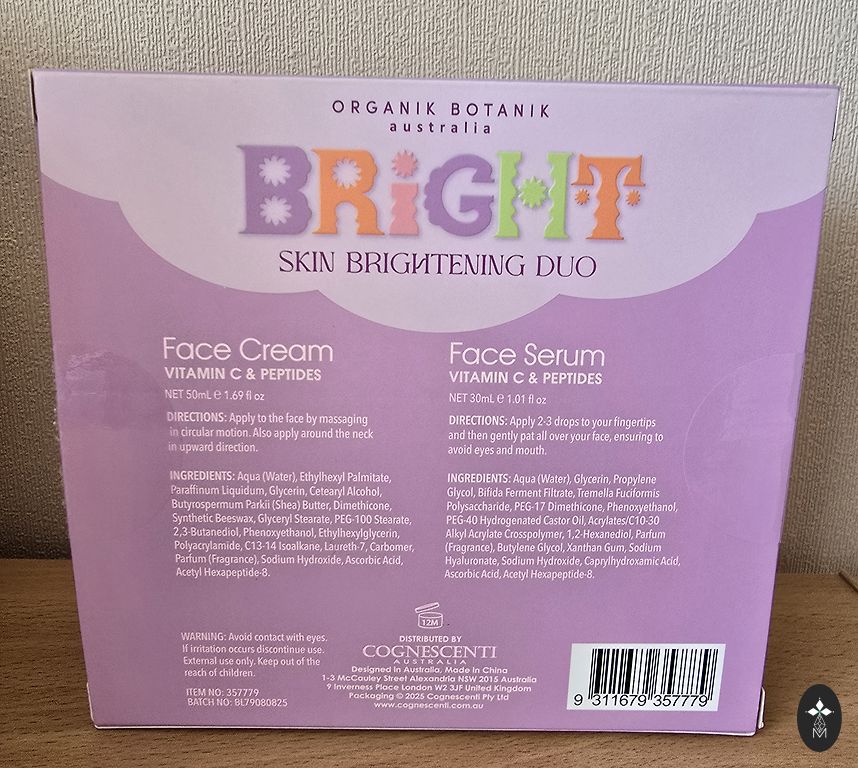 ORGANIK BOTANIK
australia
BRiGHT
SKIN BRIGHTENING DUO
Face Cream
VITAMIN C & PEPTIDES
NET 50mL ℮ 1.69 fl oz
DIRECTIONS: Apply to the face by massaging
in circular motion. Also apply around the neck
in upward direction.
INGREDIENTS: Aqua (Water), Ethylhexyl Palmitate,
Paraffinum Liquidum, Glycerin, Cetearyl Alcohol,
Butyrospermum Parkii (Shea) Butter, Dimethicone,
Synthetic Beeswax, Glyceryl Stearate, PEG-100 Stearate,
2,3-Butanediol, Phenoxyethanol, Ethylhexylglycerin,
Polyacrylamide, C13-14 Isoalkane, Laureth-7, Carbomer,
Parfum (Fragrance), Sodium Hydroxide, Ascorbic Acid,
Acetyl Hexapeptide-8.
Face Serum
VITAMIN C & PEPTIDES
NET 30mL ℮ 1.01 fl oz
DIRECTIONS: Apply 2-3 drops to your fingertips
and then gently pat all over your face, ensuring to
avoid eyes and mouth.
INGREDIENTS: Aqua (Water), Glycerin, Propylene
Glycol, Bifida Ferment Filtrate, Tremella Fuciformis
Polysaccharide, PEG-17 Dimethicone, Phenoxyethanol,
PEG-40 Hydrogenated Castor Oil, Acrylates/C10-30
Alkyl Acrylate Crosspolymer, 1,2-Hexanediol, Parfum
(Fragrance), Butylene Glycol, Xanthan Gum, Sodium
Hyaluronate, Sodium Hydroxide, Caprylhydroxamic Acid,
Ascorbic Acid, Acetyl Hexapeptide-8.
WARNING: Avoid contact with eyes.
If irritation occurs discontinue use.
External use only. Keep out of the
reach of children.
ITEM NO: 357779
BATCH NO: BL79080825
12M
DISTRIBUTED BY
COGNESCENTI
AUSTRALIA
Designed in Australia, Made in China
1-3 McCauley Street Alexandria NSW 2015 Australia
9 Inverness Place London W2 3JF United Kingdom
Packaging © 2025 Cognescenti Pty Ltd
www.cognescenti.com.au
9 311679 357779
M